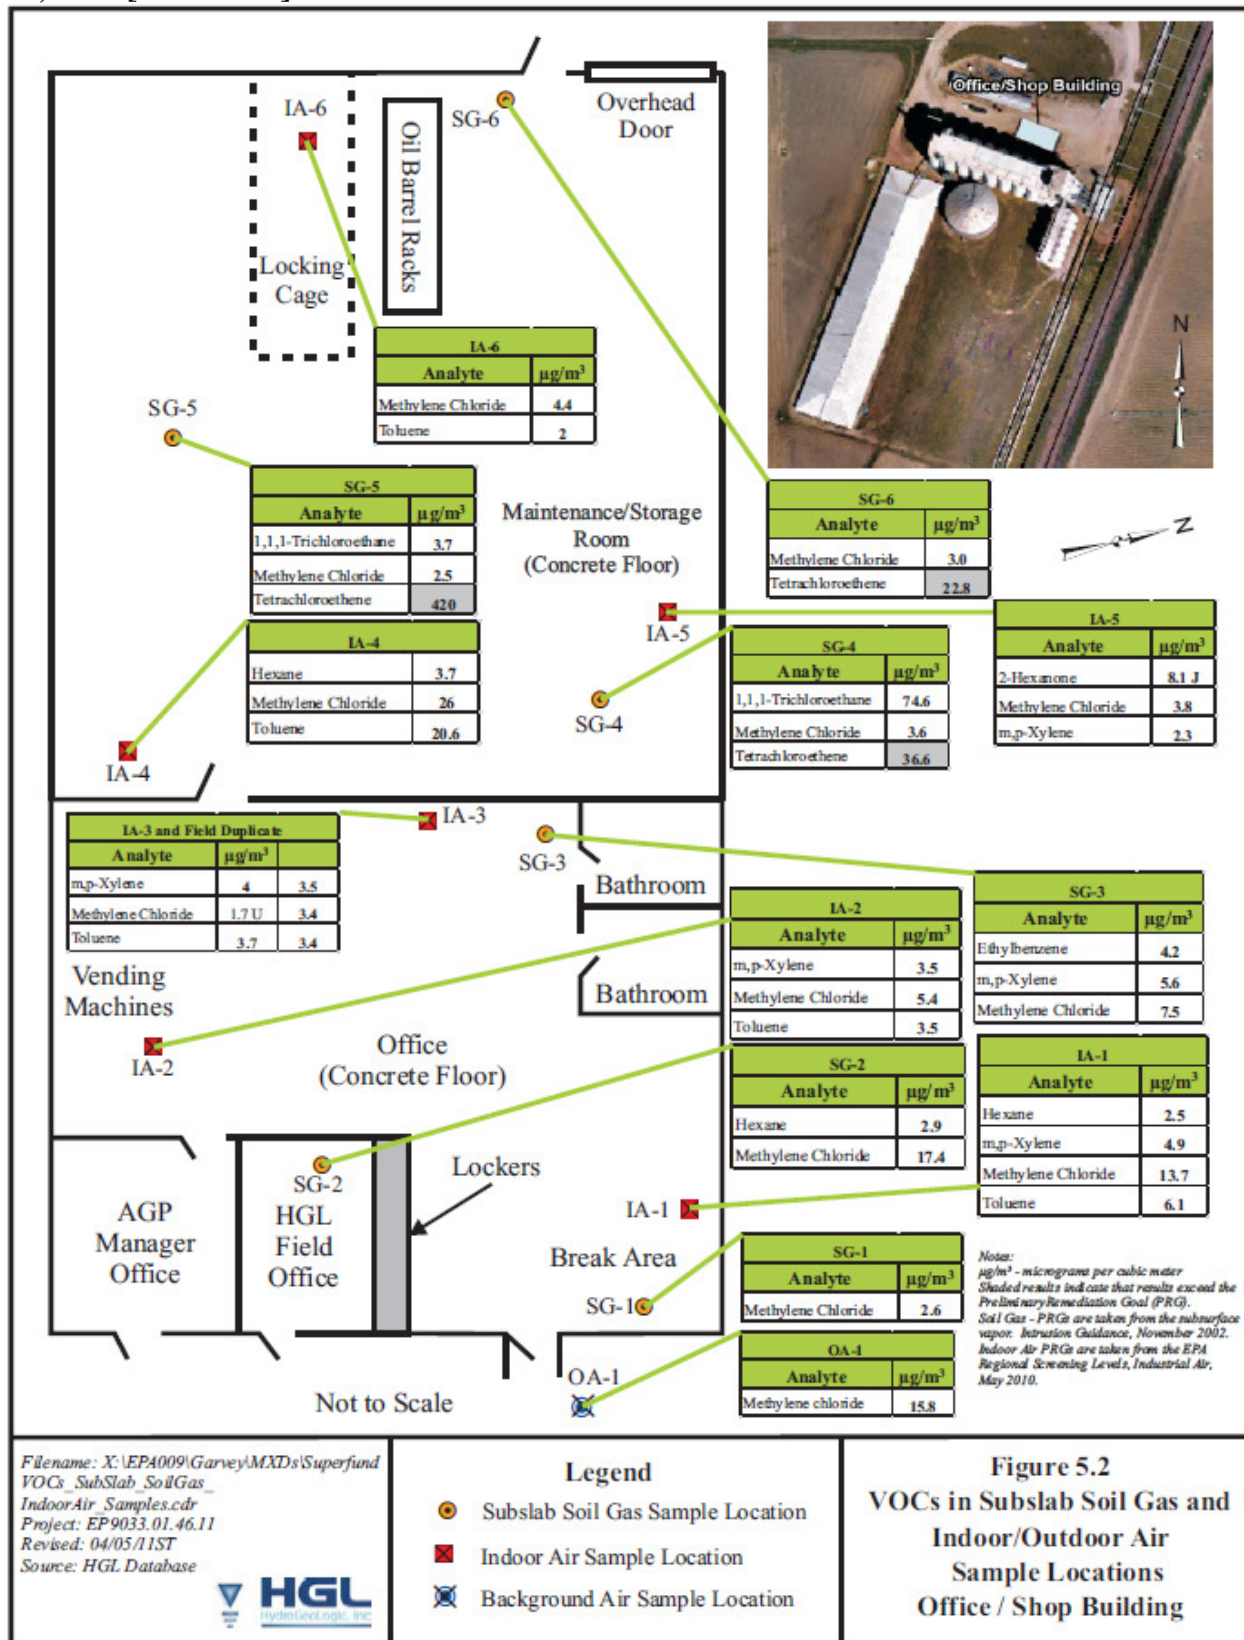 Office/Shop Building
N
Overhead
Door
IA-6
SG-6
Oil Barrel Racks
Locking
Cage
IA-6
Analyte µg/m³
Methylene Chloride 4.4
Toluene 2
SG-5
SG-5
Analyte µg/m³
1,1,1-Trichloroethane 3.7
Methylene Chloride 2.5
Tetrachloroethene 420
Maintenance/Storage
Room
(Concrete Floor)
SG-6
Analyte µg/m³
Methylene Chloride 3.0
Tetrachloroethene 22.8
N
IA-5
IA-5
Analyte µg/m³
2-Hexanone 8.1 J
Methylene Chloride 3.8
m,p-Xylene 2.3
IA-4
Analyte µg/m³
Hexane 3.7
Methylene Chloride 26
Toluene 20.6
SG-4
SG-4
Analyte µg/m³
1,1,1-Trichloroethane 74.6
Methylene Chloride 3.6
Tetrachloroethene 36.6
IA-4
IA-3
IA-3 and Field Duplicate
Analyte µg/m³
m,p-Xylene 4 3.5
Methylene Chloride 1.7 U 3.4
Toluene 3.7 3.4
SG-3
Bathroom
SG-3
Analyte µg/m³
Ethylbenzene 4.2
m,p-Xylene 5.6
Methylene Chloride 7.5
IA-2
Analyte µg/m³
m,p-Xylene 3.5
Methylene Chloride 5.4
Toluene 3.5
Vending
Machines
Bathroom
IA-2
Office
(Concrete Floor)
SG-2
Analyte µg/m³
Hexane 2.9
Methylene Chloride 17.4
IA-1
Analyte µg/m³
Hexane 2.5
m,p-Xylene 4.9
Methylene Chloride 13.7
Toluene 6.1
Lockers
SG-2
HGL
Field
Office
AGP
Manager
Office
IA-1
Break Area
SG-1
SG-1
Analyte µg/m³
Methylene Chloride 2.6
OA-1
OA-1
Analyte µg/m³
Methylene chloride 15.8
Notes:
µg/m³ - micrograms per cubic meter
Shaded results indicate that results exceed the
Preliminary Remediation Goal (PRG).
Soil Gas - PRGs are taken from the subsurface
vapor. Intrusion Guidance, November 2002.
Indoor Air PRGs are taken from the EPA
Regional Screening Levels, Industrial Air,
May 2010.
Not to Scale
Filename: X:\EPA009\Garvey\MXDs\Superfund
VOCs_SubSlab_SoilGas_
IndoorAir_Samples.cdr
Project: EP9033.01.46.11
Revised: 04/05/11ST
Source: HGL Database
HGL
HydroGeoLogic, Inc
Legend
Subslab Soil Gas Sample Location
Indoor Air Sample Location
Background Air Sample Location
Figure 5.2
VOCs in Subslab Soil Gas and
Indoor/Outdoor Air
Sample Locations
Office / Shop Building